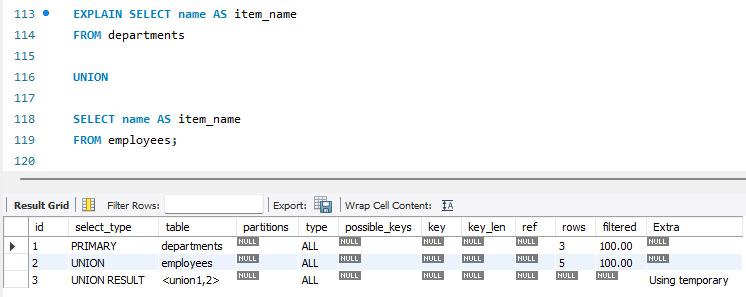 113 EXPLAIN SELECT name AS item_name
114 FROM departments
115
116 UNION
117
118 SELECT name AS item_name
119 FROM employees;
120
Result Grid Filter Rows: Export: Wrap Cell Content: IA
id select_type table partitions type possible_keys key key_len ref rows filtered Extra
1 PRIMARY departments NULL ALL NULL NULL NULL NULL 3 100.00 NULL
2 UNION employees NULL ALL NULL NULL NULL NULL 5 100.00 NULL
3 UNION RESULT <union1,2> NULL ALL NULL NULL NULL NULL NULL NULL Using temporary